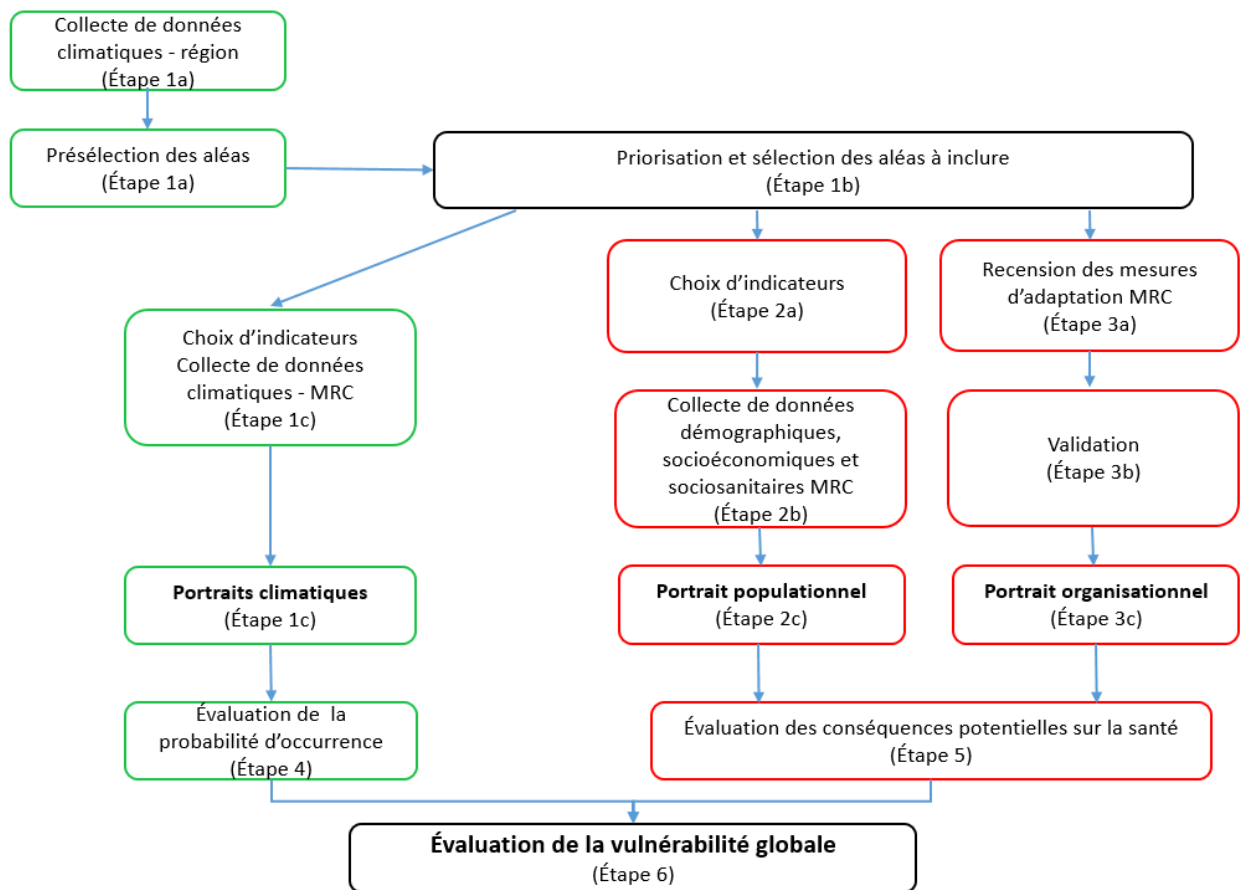 Collecte de données
climatiques - région
(Étape 1a)
Présélection des aléas
(Étape 1a)
Priorisation et sélection des aléas à inclure
(Étape 1b)
Choix d’indicateurs
Collecte de données
climatiques - MRC
(Étape 1c)
Choix d’indicateurs
(Étape 2a)
Recension des mesures
d’adaptation MRC
(Étape 3a)
Collecte de données
démographiques,
socioéconomiques et
sociosanitaires MRC
(Étape 2b)
Validation
(Étape 3b)
Portraits climatiques
(Étape 1c)
Portrait populationnel
(Étape 2c)
Portrait organisationnel
(Étape 3c)
Évaluation de la
probabilité d’occurrence
(Étape 4)
Évaluation des conséquences potentielles sur la santé
(Étape 5)
Évaluation de la vulnérabilité globale
(Étape 6)